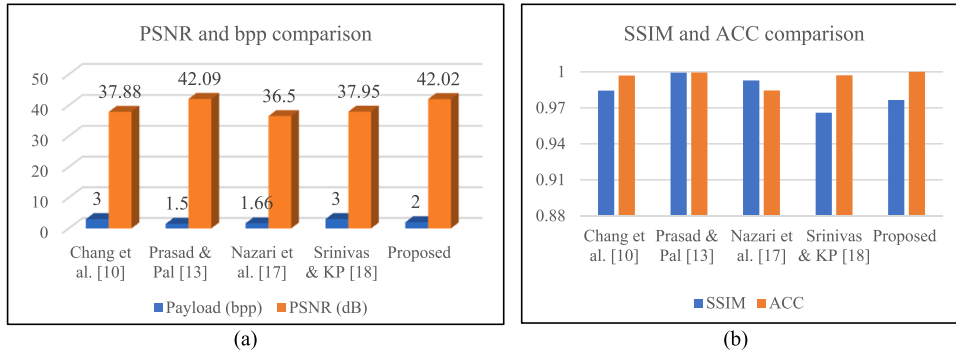 PSNR and bpp comparison
50
40
30
20
10
0
37.88
42.09
36.5
37.95
42.02
3
1.5
1.66
3
2
Chang et al. [10]
Prasad & Pal [13]
Nazari et al. [17]
Srinivas & KP [18]
Proposed
Payload (bpp)
PSNR (dB)
(a)
SSIM and ACC comparison
1
0.97
0.94
0.91
0.88
Chang et al. [10]
Prasad & Pal [13]
Nazari et al. [17]
Srinivas & KP [18]
Proposed
SSIM
ACC
(b)